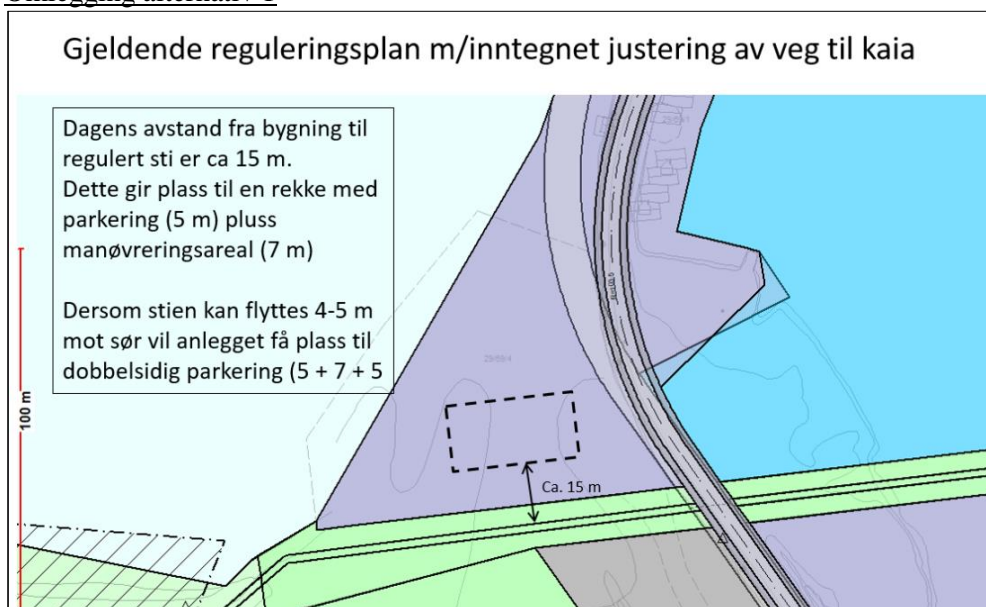 Gjeldende reguleringsplan m/inntegnet justering av veg til kaia
Dagens avstand fra bygning til
regulert sti er ca 15 m.
Dette gir plass til en rekke med
parkering (5 m) pluss
manøvreringsareal (7 m)
Dersom stien kan flyttes 4-5 m
mot sør vil anlegget få plass til
dobbelsidig parkering (5 + 7 + 5
100 m
Ca. 15 m